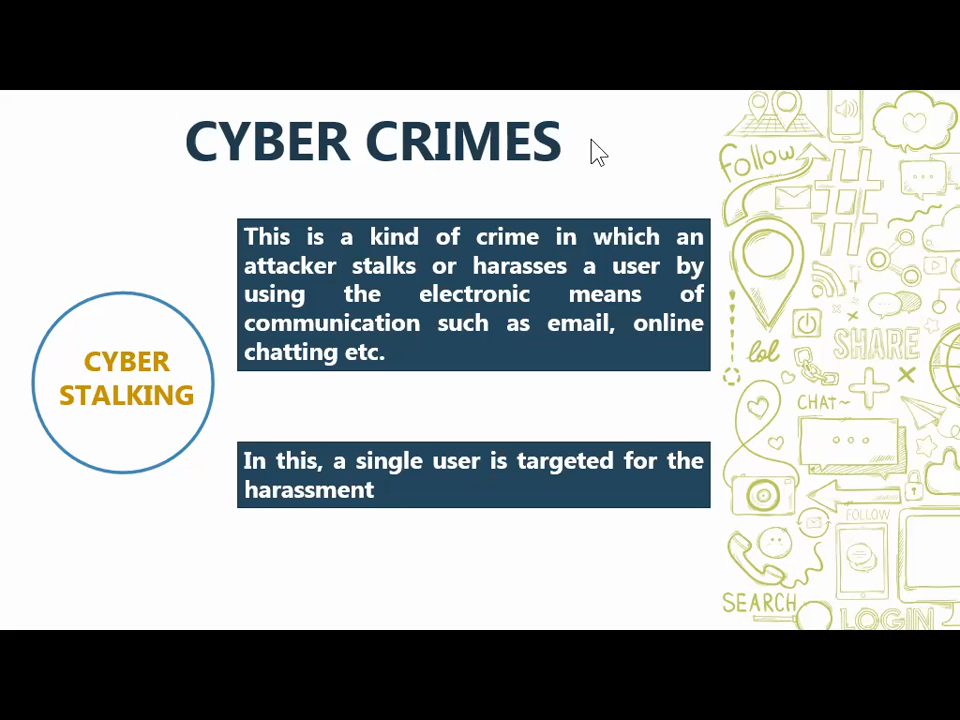 CYBER CRIMES
This is a kind of crime in which an
attacker stalks or harasses a user by
using the electronic means of
communication such as email, online
chatting etc.
CYBER
STALKING
In this, a single user is targeted for the
harassment
follow
#
lol
SHARE
CHAT~
FOLLOW
SEARCH
LOGIN